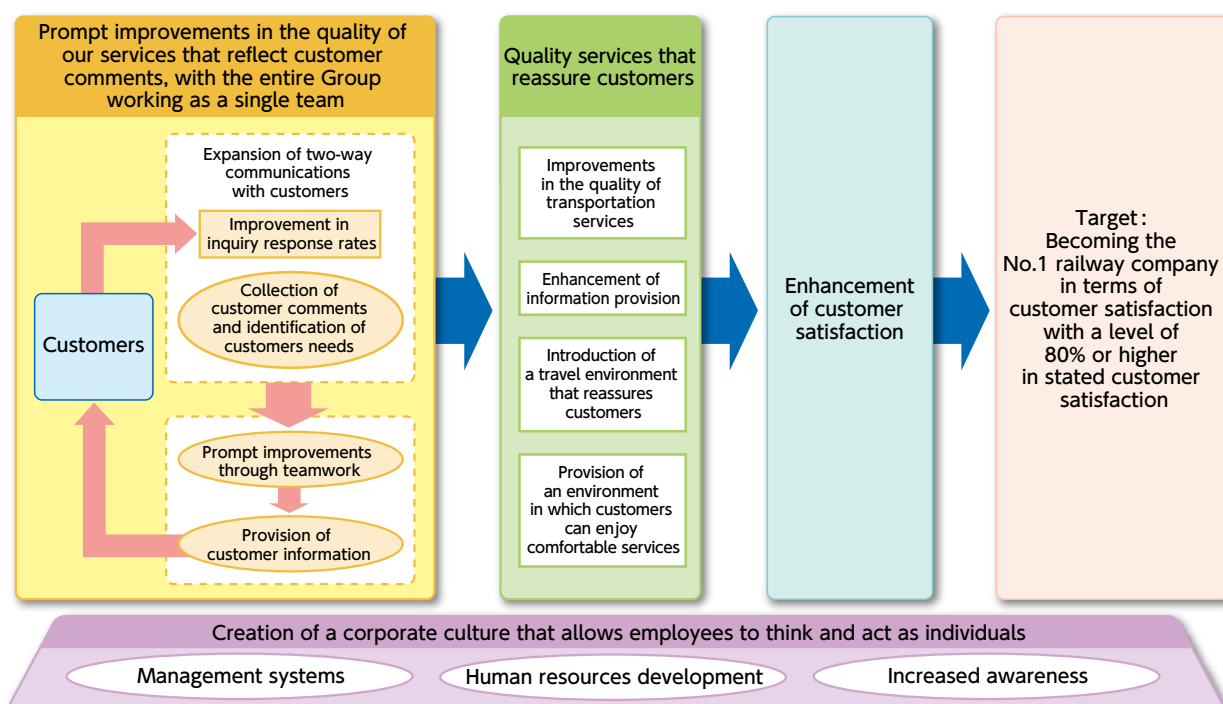 Prompt improvements in the quality of
our services that reflect customer
comments, with the entire Group
working as a single team
Expansion of two-way
communications
with customers
Improvement in
inquiry response rates
Collection of
customer comments
and identification of
customers needs
Customers
Prompt improvements
through teamwork
Provision of
customer information
Quality services that
reassure customers
Improvements
in the quality of
transportation
services
Enhancement of
information provision
Introduction of
a travel environment
that reassures
customers
Provision of
an environment
in which customers
can enjoy
comfortable services
Enhancement
of customer
satisfaction
Target:
Becoming the
No.1 railway company
in terms of
customer satisfaction
with a level of
80% or higher
in stated customer
satisfaction
Creation of a corporate culture that allows employees to think and act as individuals
Management systems
Human resources development
Increased awareness